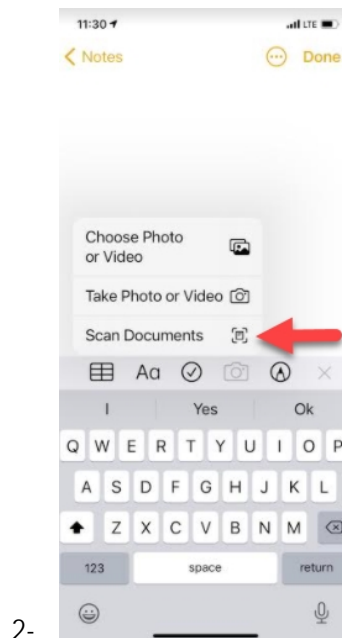 11:30
LTE
Notes
Done
Choose Photo
or Video
Take Photo or Video
Scan Documents
Aa
I Yes Ok
Q W E R T Y U I O P
A S D F G H J K L
Z X C V B N M
123 space return
2-